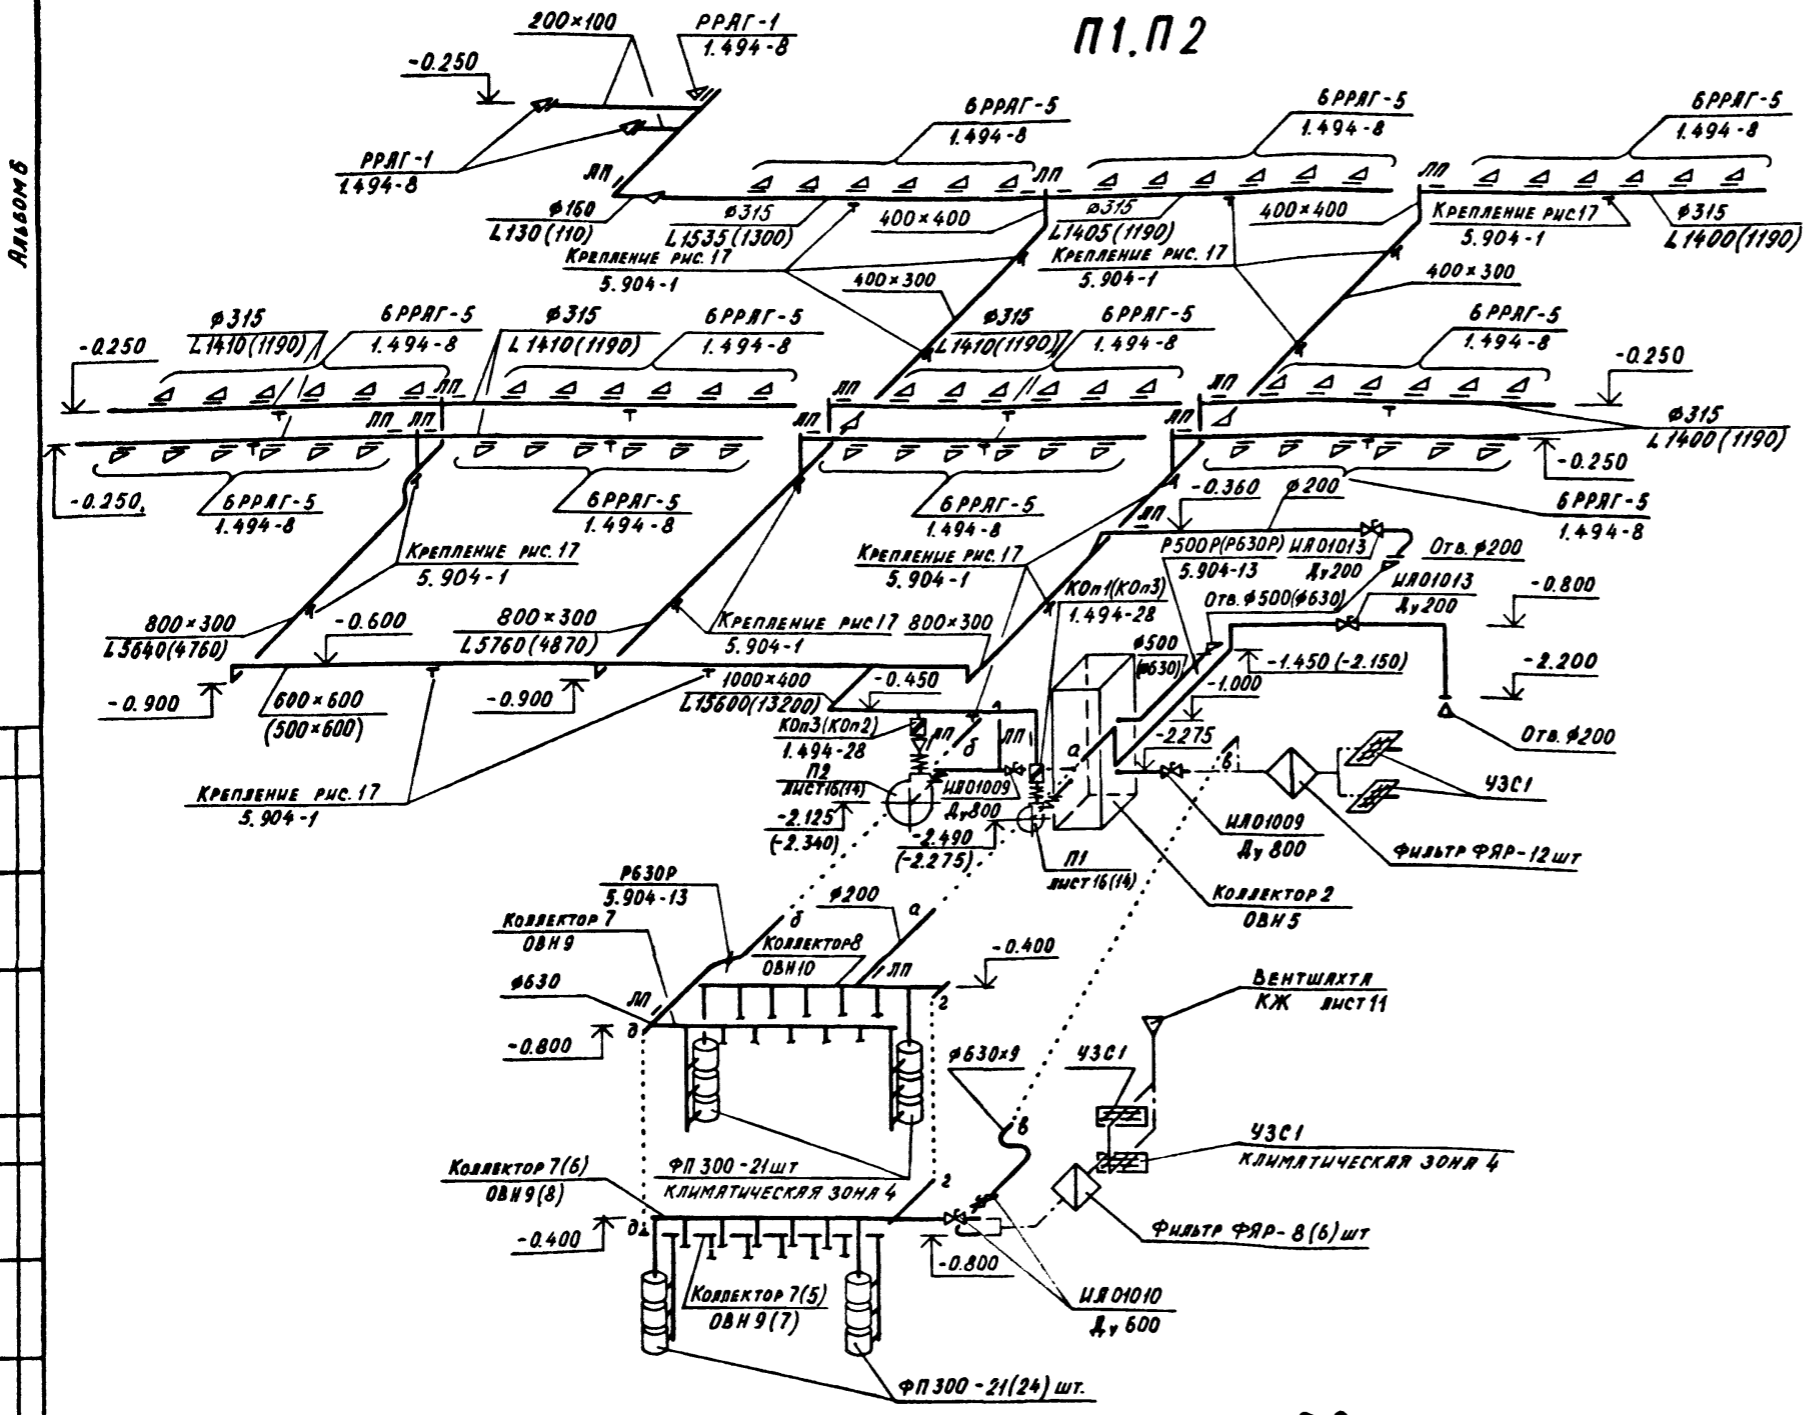 П1, П2
Альбом 6
200×100
РРАГ-1
1.494-8
-0.250
РРАГ-1
1.494-8
6РРАГ-5
1.494-8
6РРАГ-5
1.494-8
6РРАГ-5
1.494-8
ЛП
ЛП
ЛП
ф160
L130(110)
ф315
L1535(1300)
400×400
ф315
L1405(1190)
400×400
Крепление рис17
5.904-1
ф315
L1400(1190)
Крепление рис. 17
5.904-1
Крепление рис. 17
5.904-1
400×300
400×300
ф315
L1410(1190)
6РРАГ-5
1.494-8
ф315
L1410(1190)
6РРАГ-5
1.494-8
ф315
L1410(1190)
6РРАГ-5
1.494-8
6РРАГ-5
1.494-8
-0.250
-0.250
ЛП
ЛП
ЛП
ЛП ЛП
ЛП
ЛП
ф315
L1400(1190)
-0.250
-0.250
6РРАГ-5
1.494-8
6РРАГ-5
1.494-8
6РРАГ-5
1.494-8
6РРАГ-5
1.494-8
-0.360
ф200
ЛП
Крепление рис. 17
5.904-1
Крепление рис. 17
5.904-1
Р500Р(Р630Р)
5.904-13
ИА01013
Ду200
Отв. ф200
ИА01013
Ду200
-0.800
КОп1(КОп3)
1.494-28
Отв. ф500(ф630)
800×300
L5640(4760)
-0.600
800×300
L5760(4870)
Крепление рис17
5.904-1
800×300
ф500
(ф630)
-1.450(-2.150)
-2.200
-0.900
600×600
(500×600)
-0.900
1000×400
L15600(13200)
-0.450
-1.000
КОп3(КОп2)
1.494-28
ЛП
б
ЛП
а
-2.275
в
Отв. ф200
Крепление рис. 17
5.904-1
П2
лист16(14)
-2.125
(-2.340)
ИА01009
Ду800
-2.490
(-2.275)
П1
лист16(14)
ИА01009
Ду 800
УЗС1
Фильтр ФЯР-12шт
Коллектор 2
ОВН5
Р630Р
5.904-13
ф200
а
б
Коллектор 7
ОВН9
Коллектор8
ОВН10
ЛП
-0.400
ф630
ЛП
г
д
-0.800
Вентшахта
КЖ лист11
ф630×9
УЗС1
в
УЗС1
климатическая зона 4
Коллектор 7(6)
ОВН9(8)
ФП300-21шт
климатическая зона 4
г
д
-0.400
-0.800
Фильтр ФЯР-8(6)шт
Коллектор 7(5)
ОВН9(7)
ИА01010
Ду 600
ФП300-21(24)шт.